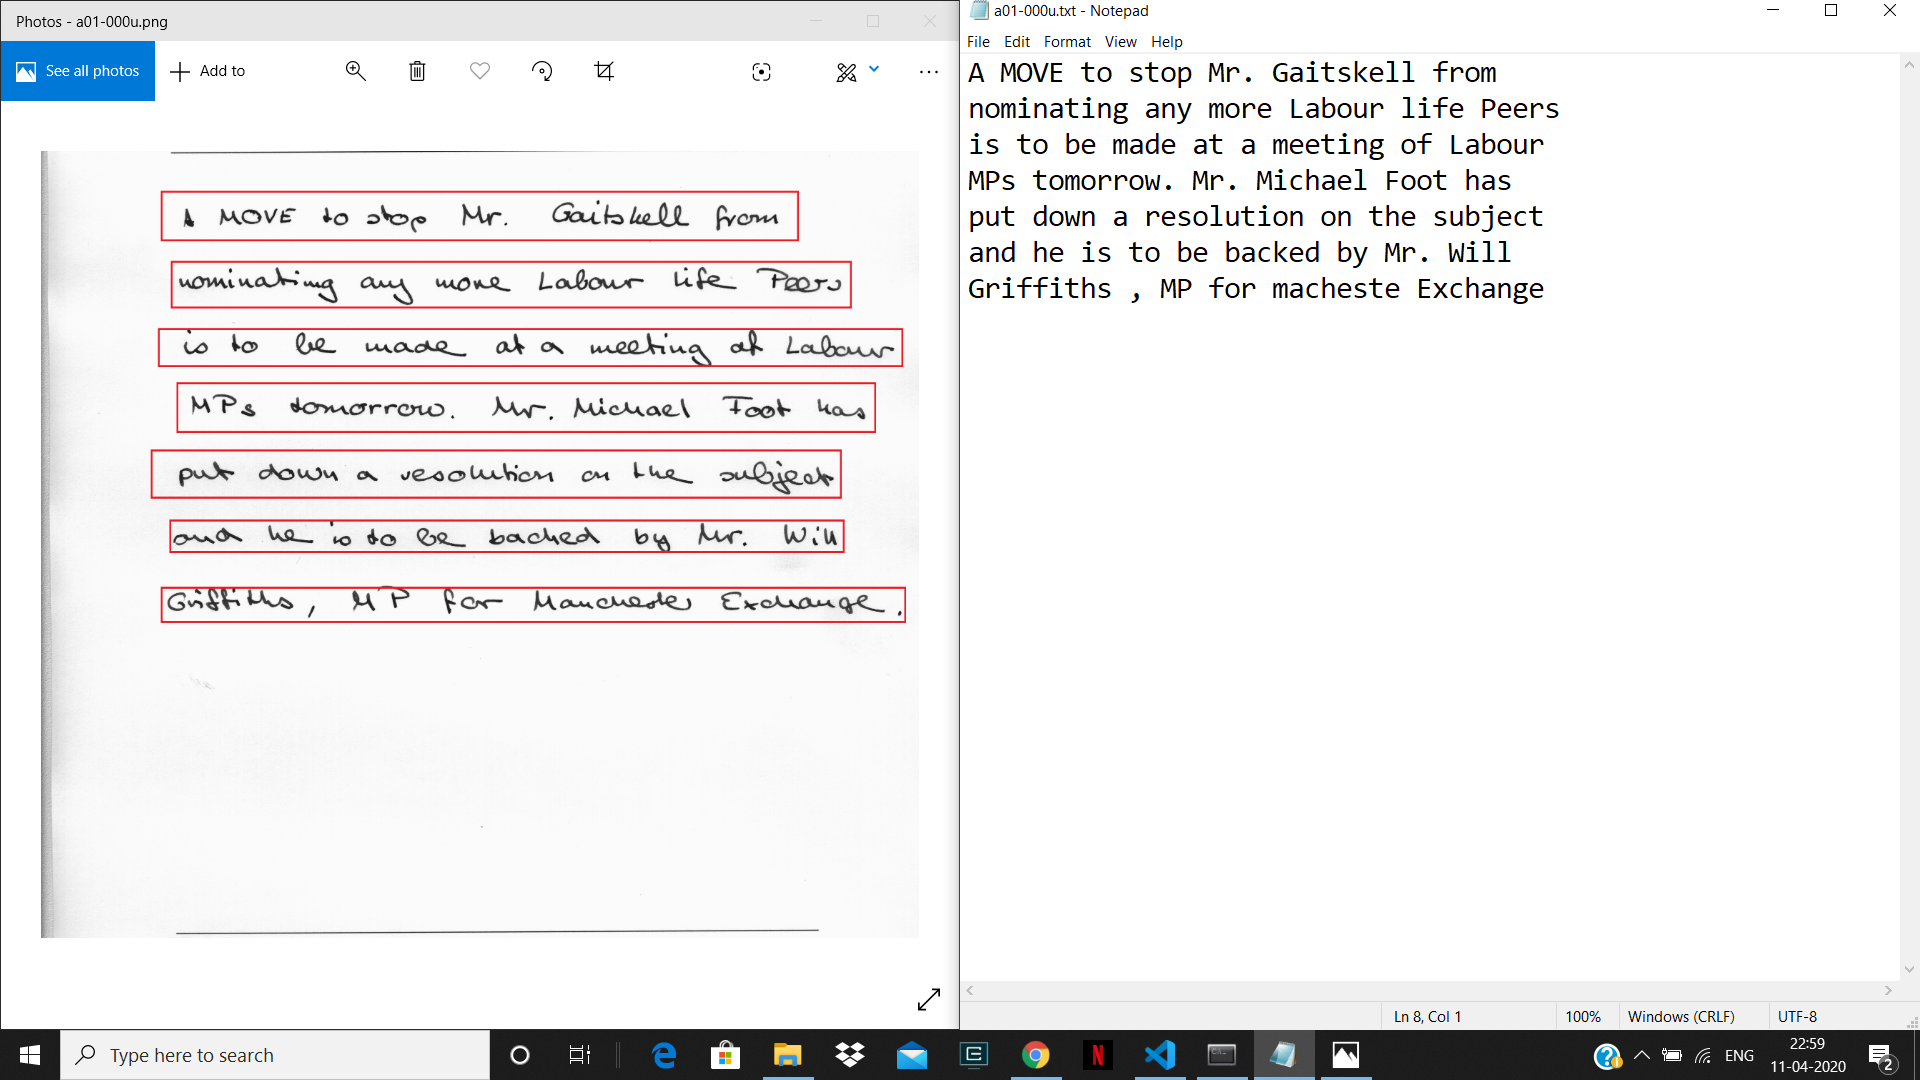 Photos - a01-000u.png
See all photos
Add to
A MOVE to stop Mr. Gaitskell from
nominating any more Labour life Peers
is to be made at a meeting of Labour
MPs tomorrow. Mr. Michael Foot has
put down a resolution on the subject
and he is to be backed by Mr. Will
Griffiths, MP for Manchester Exchange.
a01-000u.txt - Notepad
File Edit Format View Help
A MOVE to stop Mr. Gaitskell from
nominating any more Labour life Peers
is to be made at a meeting of Labour
MPs tomorrow. Mr. Michael Foot has
put down a resolution on the subject
and he is to be backed by Mr. Will
Griffiths , MP for macheste Exchange
Ln 8, Col 1 100% Windows (CRLF) UTF-8
Type here to search
ENG
22:59
11-04-2020
2